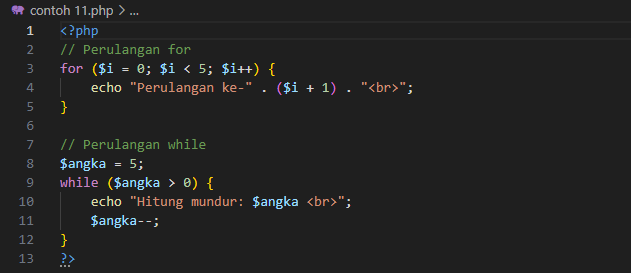 contoh 11.php > ...
1 <?php
2 // Perulangan for
3 for ($i = 0; $i < 5; $i++) {
4     echo "Perulangan ke-" . ($i + 1) . "<br>";
5 }
6
7 // Perulangan while
8 $angka = 5;
9 while ($angka > 0) {
10     echo "Hitung mundur: $angka <br>";
11     $angka--;
12 }
13 ?>